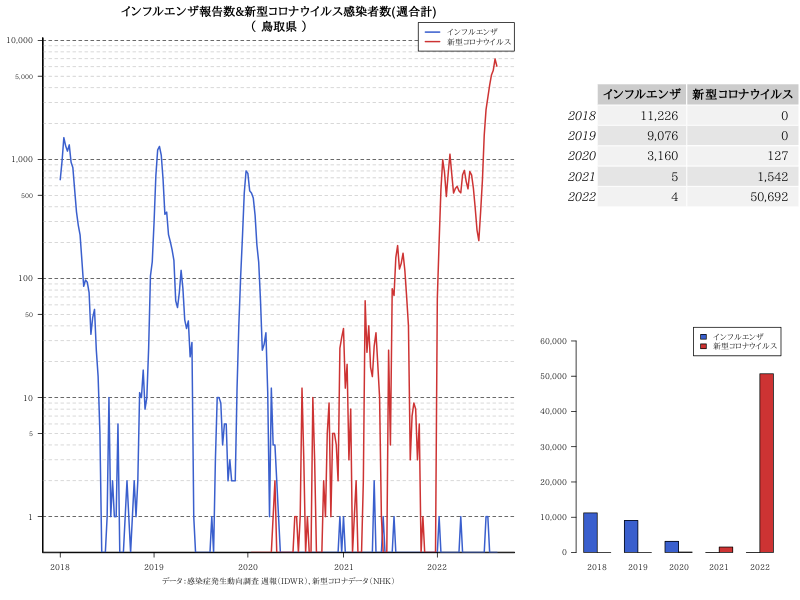 インフルエンザ報告数&新型コロナウイルス感染者数(週合計)
( 鳥取県 )
インフルエンザ
新型コロナウイルス
10,000
5,000
1,000
500
100
50
10
5
1
2018 2019 2020 2021 2022
データ：感染症発生動向調査 週報(IDWR)、新型コロナデータ(NHK)
インフルエンザ 新型コロナウイルス
2018 11,226 0
2019 9,076 0
2020 3,160 127
2021 5 1,542
2022 4 50,692
インフルエンザ
新型コロナウイルス
60,000
50,000
40,000
30,000
20,000
10,000
0
2018 2019 2020 2021 2022